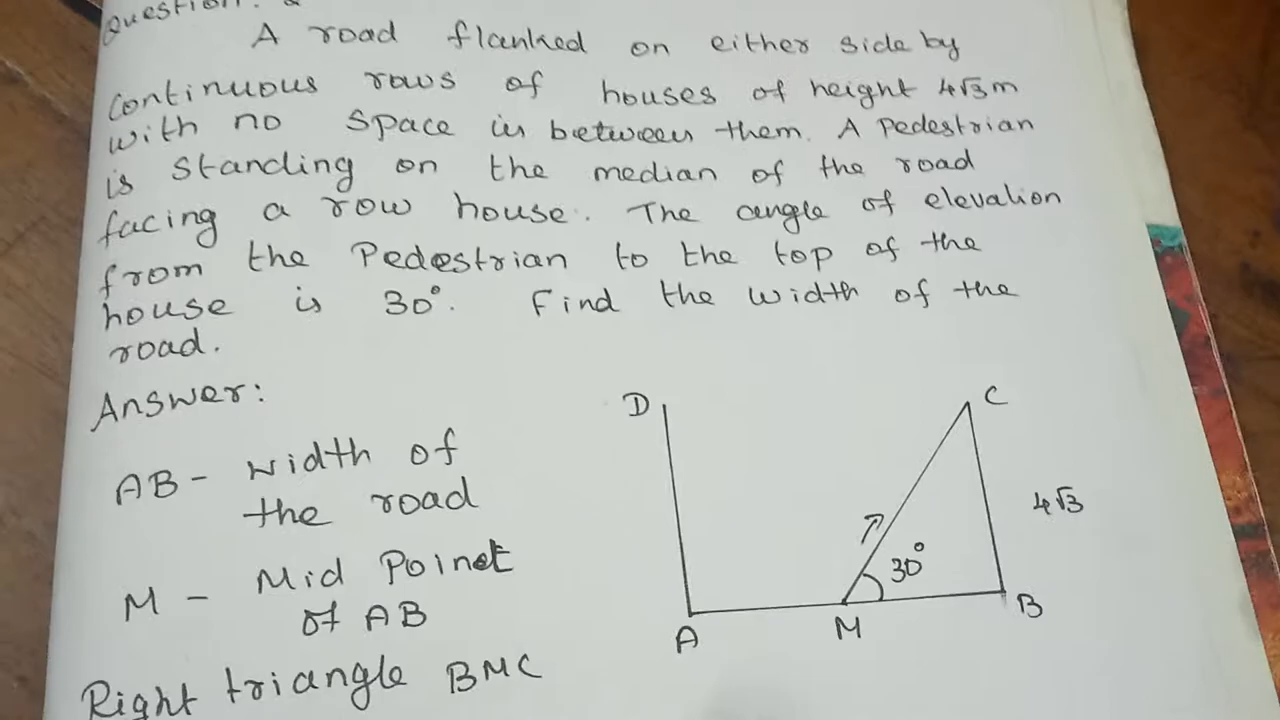 Question:
A road flanked on either side by
continuous rows of houses of height 4√3m
with no space in between them. A Pedestrian
is standing on the median of the road
facing a row house. The angle of elevation
from the Pedestrian to the top of the
house is 30°. Find the width of the
road.
Answer:
AB - width of
the road
M - Mid Poinet
of AB
Right triangle BMC
D
C
4√3
30°
A
M
B